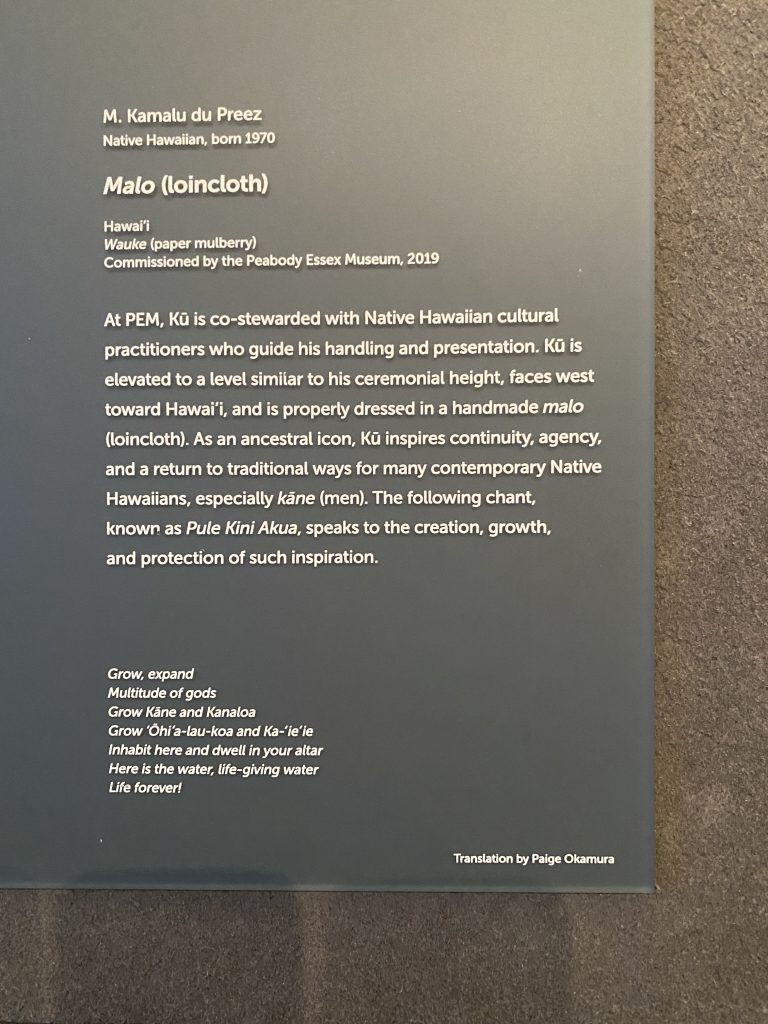 M. Kamalu du Preez
Native Hawaiian, born 1970
Malo (loincloth)
Hawaiʻi
Wauke (paper mulberry)
Commissioned by the Peabody Essex Museum, 2019
At PEM, Kū is co-stewarded with Native Hawaiian cultural
practitioners who guide his handling and presentation. Kū is
elevated to a level similar to his ceremonial height, faces west
toward Hawaiʻi, and is properly dressed in a handmade malo
(loincloth). As an ancestral icon, Kū inspires continuity, agency,
and a return to traditional ways for many contemporary Native
Hawaiians, especially kāne (men). The following chant,
known as Pule Kini Akua, speaks to the creation, growth,
and protection of such inspiration.
Grow, expand
Multitude of gods
Grow Kāne and Kanaloa
Grow ʻŌhiʻa-lau-koa and Ka-ʻieʻie
Inhabit here and dwell in your altar
Here is the water, life-giving water
Life forever!
Translation by Paige Okamura